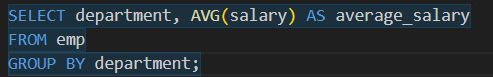 SELECT department, AVG(salary) AS average_salary
FROM emp
GROUP BY department;